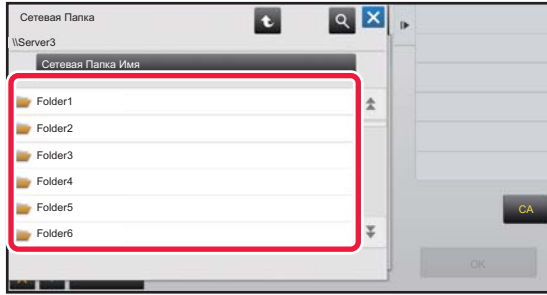 Сетевая Папка
\\Server3
Сетевая Папка Имя
Folder1
Folder2
Folder3
Folder4
Folder5
Folder6
CA
OK